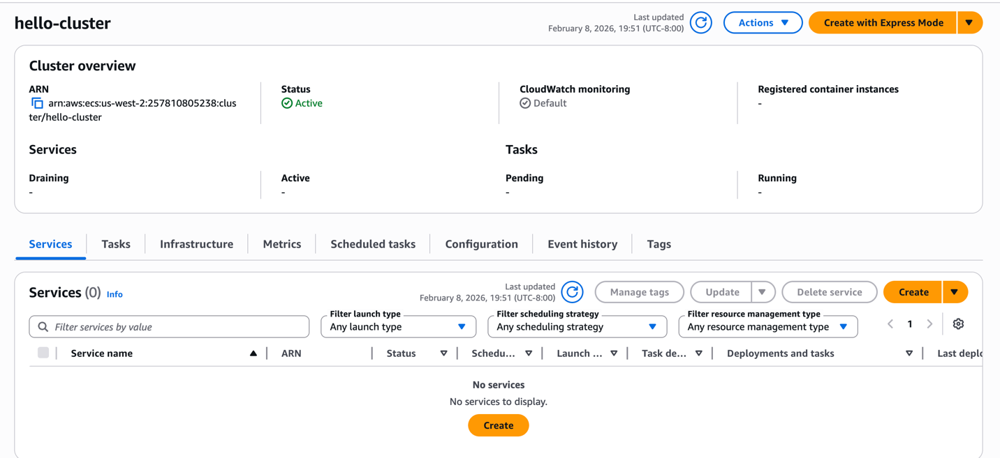 hello-cluster
Last updated
February 8, 2026, 19:51 (UTC-8:00)
Actions
Create with Express Mode
Cluster overview
ARN
arn:aws:ecs:us-west-2:257810805238:clus
ter/hello-cluster
Status
Active
CloudWatch monitoring
Default
Registered container instances
-
Services
Tasks
Draining
-
Active
-
Pending
-
Running
-
Services
Tasks
Infrastructure
Metrics
Scheduled tasks
Configuration
Event history
Tags
Services (0) Info
Last updated
February 8, 2026, 19:51 (UTC-8:00)
Manage tags
Update
Delete service
Create
Filter services by value
Filter launch type
Any launch type
Filter scheduling strategy
Any scheduling strategy
Filter resource management type
Any resource management type
1
Service name
ARN
Status
Schedu...
Launch ...
Task de...
Deployments and tasks
Last deplo
No services
No services to display.
Create